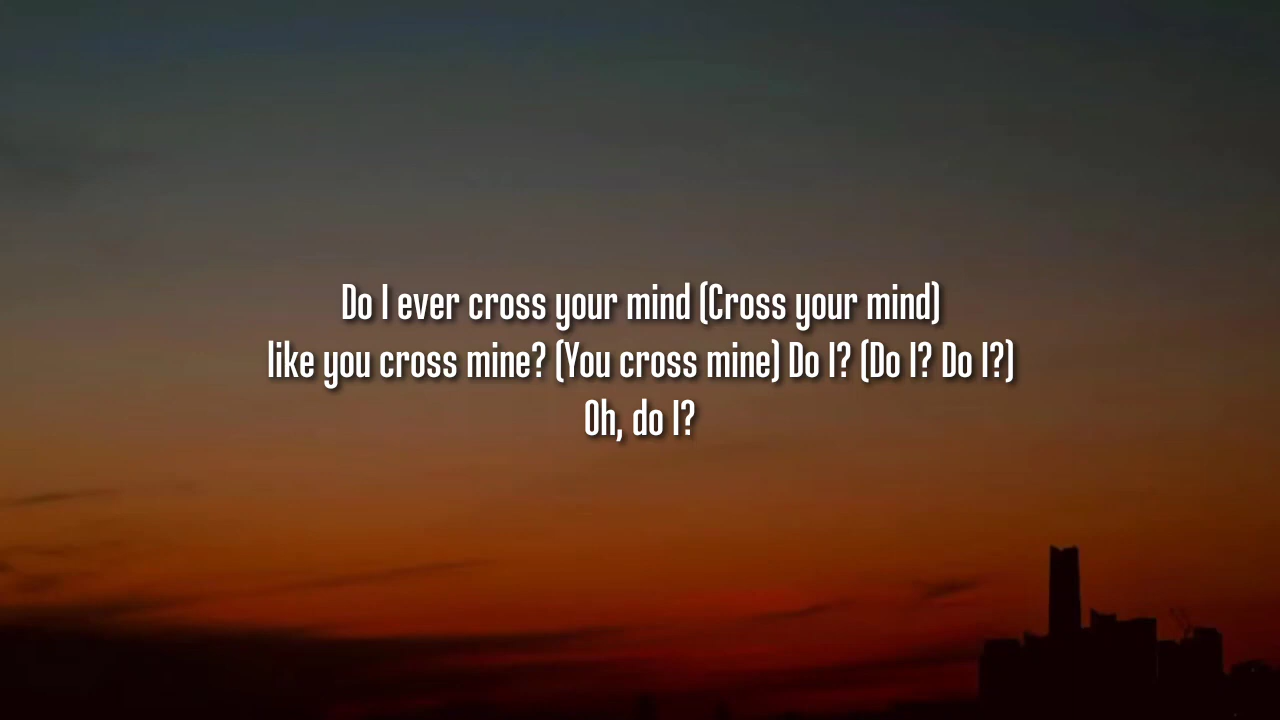 Do I ever cross your mind (Cross your mind)
like you cross mine? (You cross mine) Do I? (Do I? Do I?)
Oh, do I?